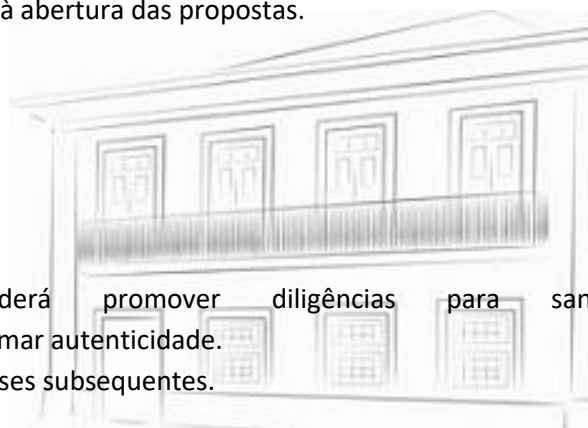 à abertura das propostas.
derá promover diligências para san
mar autenticidade.
ses subsequentes.